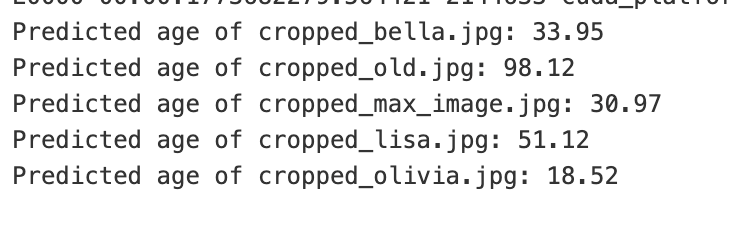 Predicted age of cropped_bella.jpg: 33.95
Predicted age of cropped_old.jpg: 98.12
Predicted age of cropped_max_image.jpg: 30.97
Predicted age of cropped_lisa.jpg: 51.12
Predicted age of cropped_olivia.jpg: 18.52